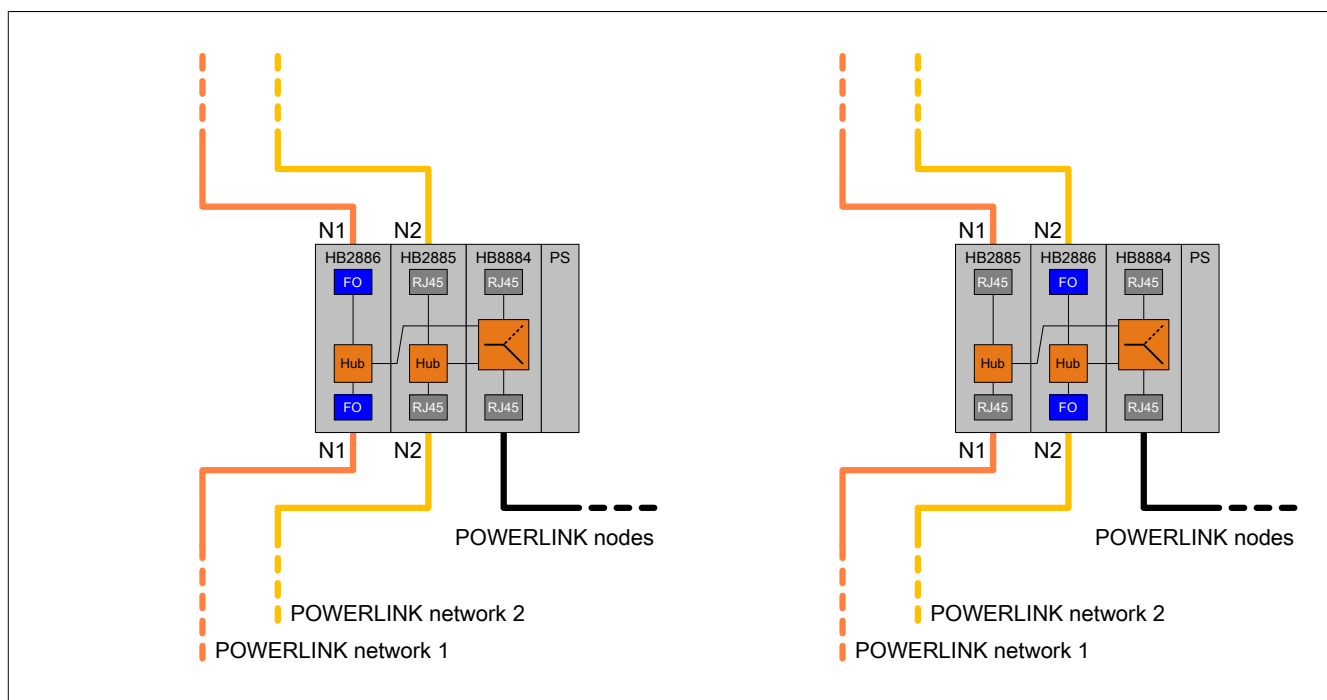 N1 N2
HB2886 HB2885 HB8884 PS
FO RJ45 RJ45
Hub Hub
FO RJ45 RJ45
N1 N2
POWERLINK nodes
POWERLINK network 2
POWERLINK network 1
N1 N2
HB2885 HB2886 HB8884 PS
RJ45 FO RJ45
Hub Hub
RJ45 FO RJ45
N1 N2
POWERLINK nodes
POWERLINK network 2
POWERLINK network 1